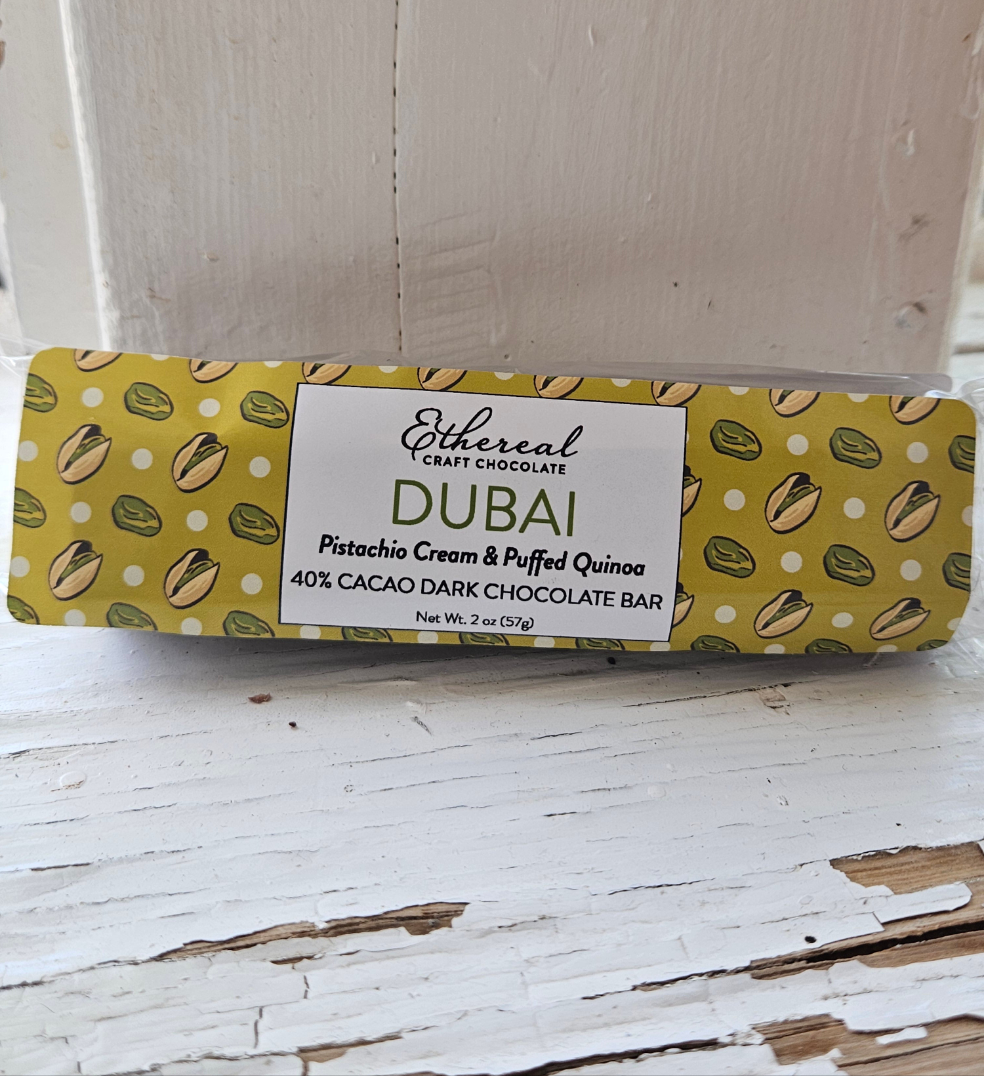 Ethereal
CRAFT CHOCOLATE
DUBAI
Pistachio Cream & Puffed Quinoa
40% CACAO DARK CHOCOLATE BAR
Net Wt. 2 oz (57g)